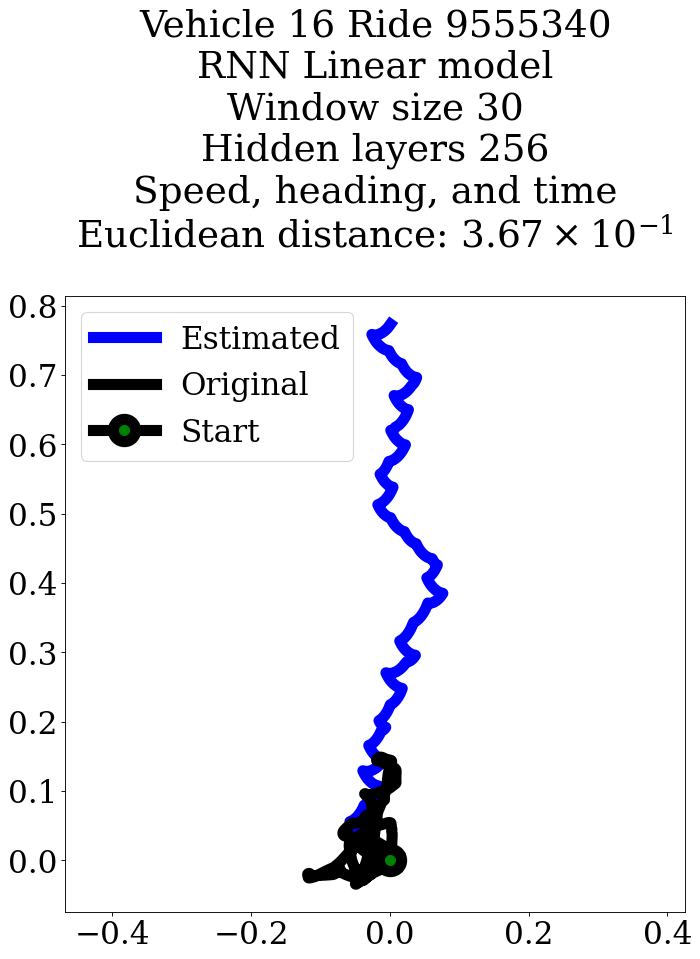 Vehicle 16 Ride 9555340
RNN Linear model
Window size 30
Hidden layers 256
Speed, heading, and time
Euclidean distance: 3.67 × 10⁻¹
0.8
Estimated
0.7
Original
0.6
Start
0.5
0.4
0.3
0.2
0.1
0.0
−0.4 −0.2 0.0 0.2 0.4